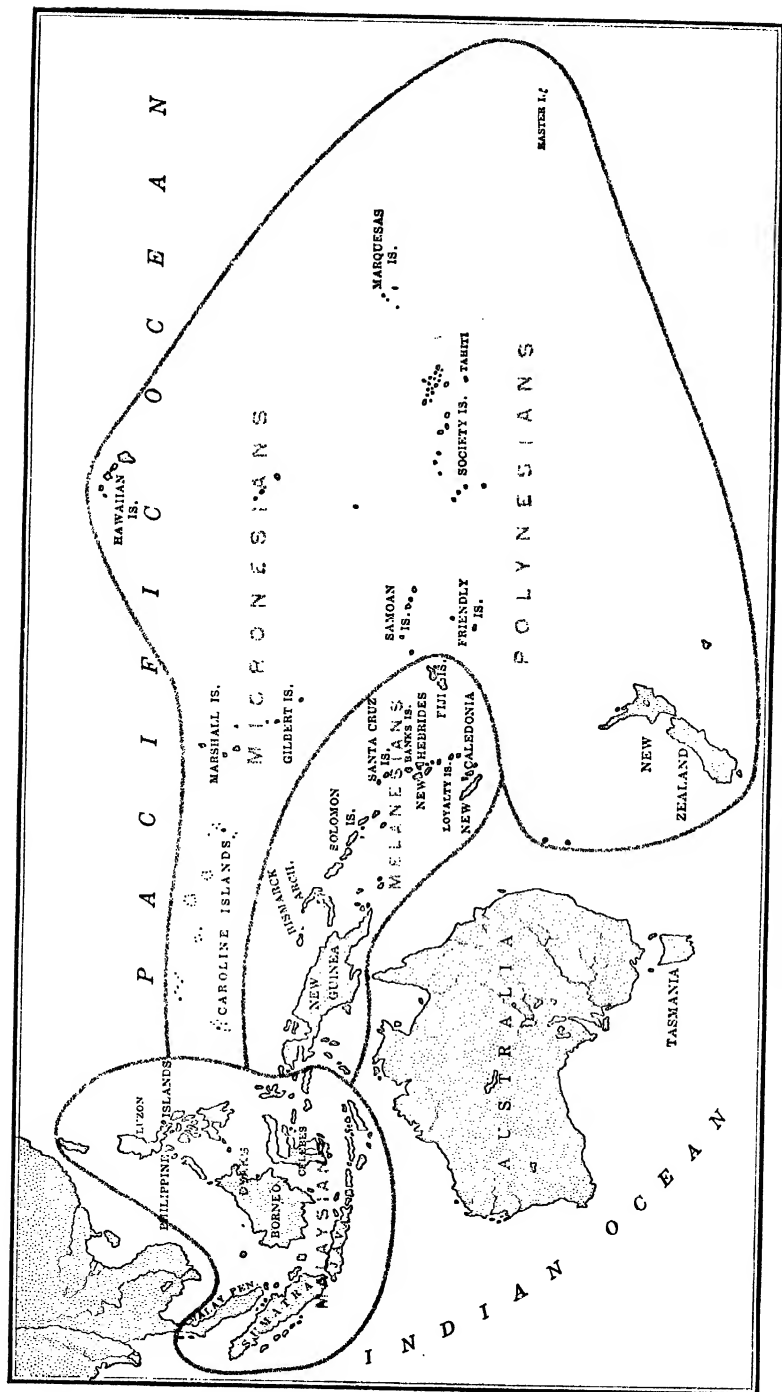 PACIFIC OCEAN
HAWAIIAN
IS.
MICRONESIANS
MARSHALL IS.
GILBERT IS.
CAROLINE ISLANDS
MARQUESAS
IS.
SOCIETY IS.
TAHITI
EASTER I.
POLYNESIANS
SAMOAN
IS.
FRIENDLY
IS.
FIJI
IS.
SANTA CRUZ
IS.
BANKS IS.
NEW HEBRIDES
LOYALTY IS.
NEW CALEDONIA
MELANESIANS
SOLOMON
IS.
BISMARCK
ARCH.
NEW
GUINEA
NEW
ZEALAND
LUZON
PHILIPPINE ISLANDS
DYAKS
BORNEO
CELEBES
MALAYSIANS
JAVA
SUMATRA
MALAY PEN.
AUSTRALIA
TASMANIA
INDIAN OCEAN